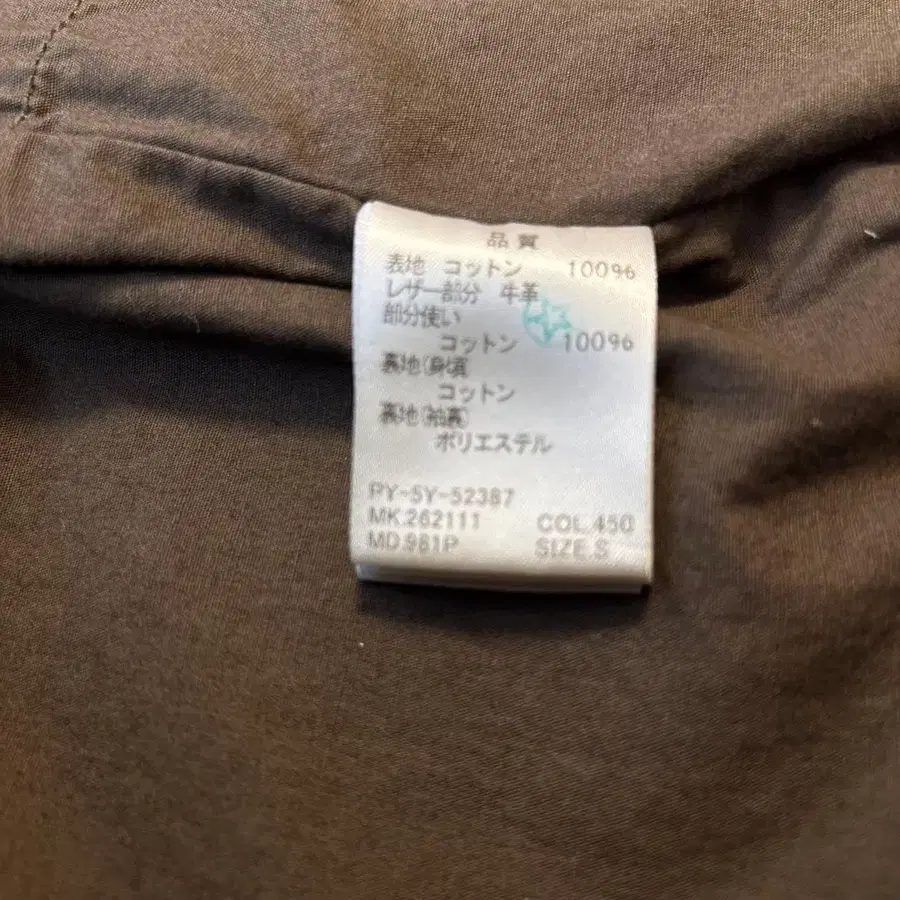 品質
表地 コットン 100%
レザー部分 牛革
部分使い
コットン 100%
裏地(身頃)
コットン
裏地(袖裏)
ポリエステル
PY-5Y-52387
MK.262111 COL.450
MD.981P SIZE.S